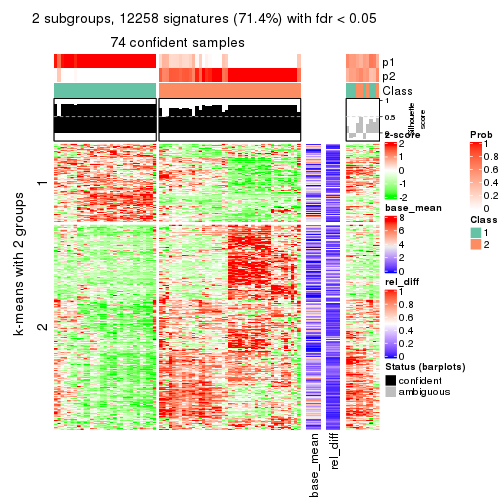 2 subgroups, 12258 signatures (71.4%) with fdr < 0.05
74 confident samples
p1
p2
Class
1
0.5
0
Silhouette
score
z-score
2
1
0
-1
-2
base_mean
8
6
4
2
0
rel_diff
1
0.8
0.6
0.4
0.2
0
Status (barplots)
confident
ambiguous
Prob
1
0.8
0.6
0.4
0.2
0
Class
1
2
k-means with 2 groups
1
2
base_mean
rel_diff